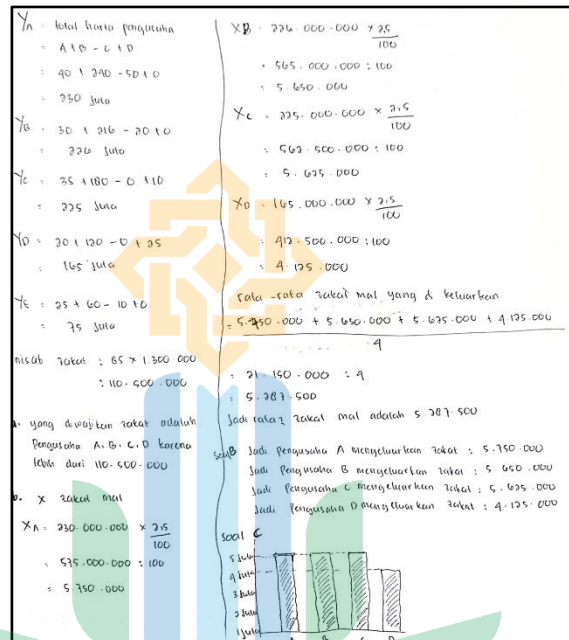 YA = total harta pengusaha
= A + B - C + D
= 40 + 240 - 50 + 0
= 230 juta
YB = 30 + 216 - 20 + 0
= 226 juta
YC = 35 + 180 - 0 + 10
= 225 juta
YD = 20 + 120 - 0 + 25
= 165 juta
YE = 25 + 60 - 10 + 0
= 75 juta
nisab zakat : 85 x 1.300.000
: 110.500.000
a. yang diwajibkan zakat adalah
Pengusaha A, B, C, D karena
lebih dari 110.500.000
b. X zakat mal
XA = 230.000.000 x 2,5/100
= 575.000.000 : 100
= 5.750.000
XB = 226.000.000 x 2,5/100
= 565.000.000 : 100
= 5.650.000
XC = 225.000.000 x 2,5/100
= 562.500.000 : 100
= 5.625.000
XD = 165.000.000 x 2,5/100
= 412.500.000 : 100
= 4.125.000
rata-rata zakat mal yang di keluarkan
= 5.750.000 + 5.650.000 + 5.625.000 + 4.125.000
4
= 21.150.000 : 4
= 5.287.500
Jadi rata2 zakat mal adalah 5.287.500
Soal B Jadi Pengusaha A mengeluarkan zakat : 5.750.000
Jadi Pengusaha B mengeluarkan zakat : 5.650.000
Jadi Pengusaha C mengeluarkan zakat : 5.625.000
Jadi Pengusaha D mengeluarkan zakat : 4.125.000
Soal C
5 juta
4 juta
3 juta
2 juta
1 juta